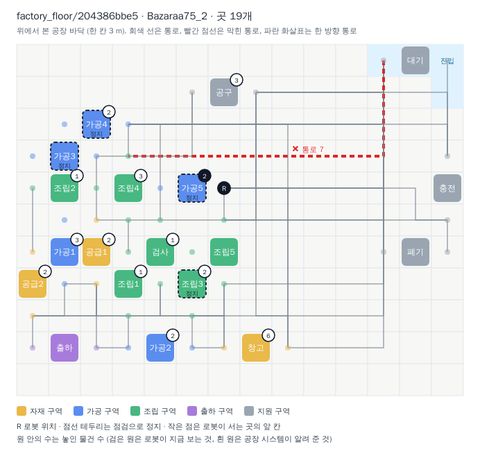 factory_floor/204386bbe5 · Bazaraa75_2 · 곳 19개
위에서 본 공장 바닥 (한 칸 3 m). 회색 선은 통로, 빨간 점선은 막힌 통로, 파란 화살표는 한 방향 통로
대기
진입
3
공구
2
가공4
정지
✕ 통로 7
가공3
정지
1
조립2
3
조립4
2
가공5
정지
R
충전
3
가공1
2
공급1
1
검사
조립5
폐기
2
공급2
1
조립1
2
조립3
정지
출하
2
가공2
6
창고
자재 구역
가공 구역
조립 구역
출하 구역
지원 구역
R 로봇 위치 · 점선 테두리는 점검으로 정지 · 작은 점은 로봇이 서는 곳의 앞 칸
원 안의 수는 놓인 물건 수 (검은 원은 로봇이 지금 보는 것, 흰 원은 공장 시스템이 알려 준 것)